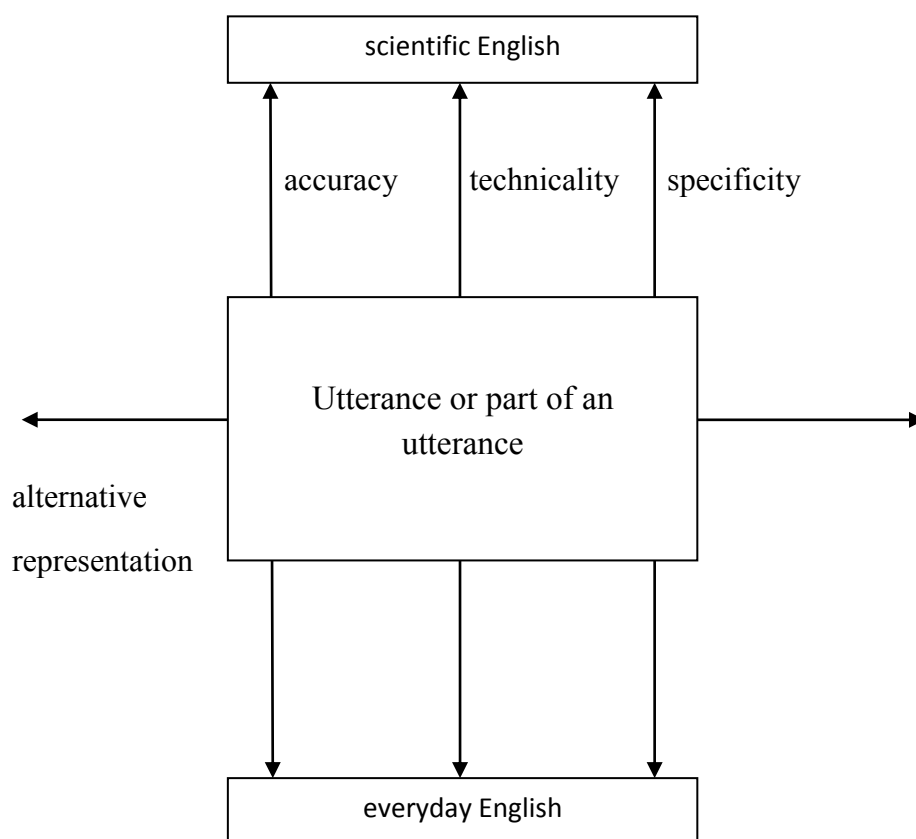 scientific English
accuracy
technicality
specificity
Utterance or part of an
utterance
alternative
representation
everyday English